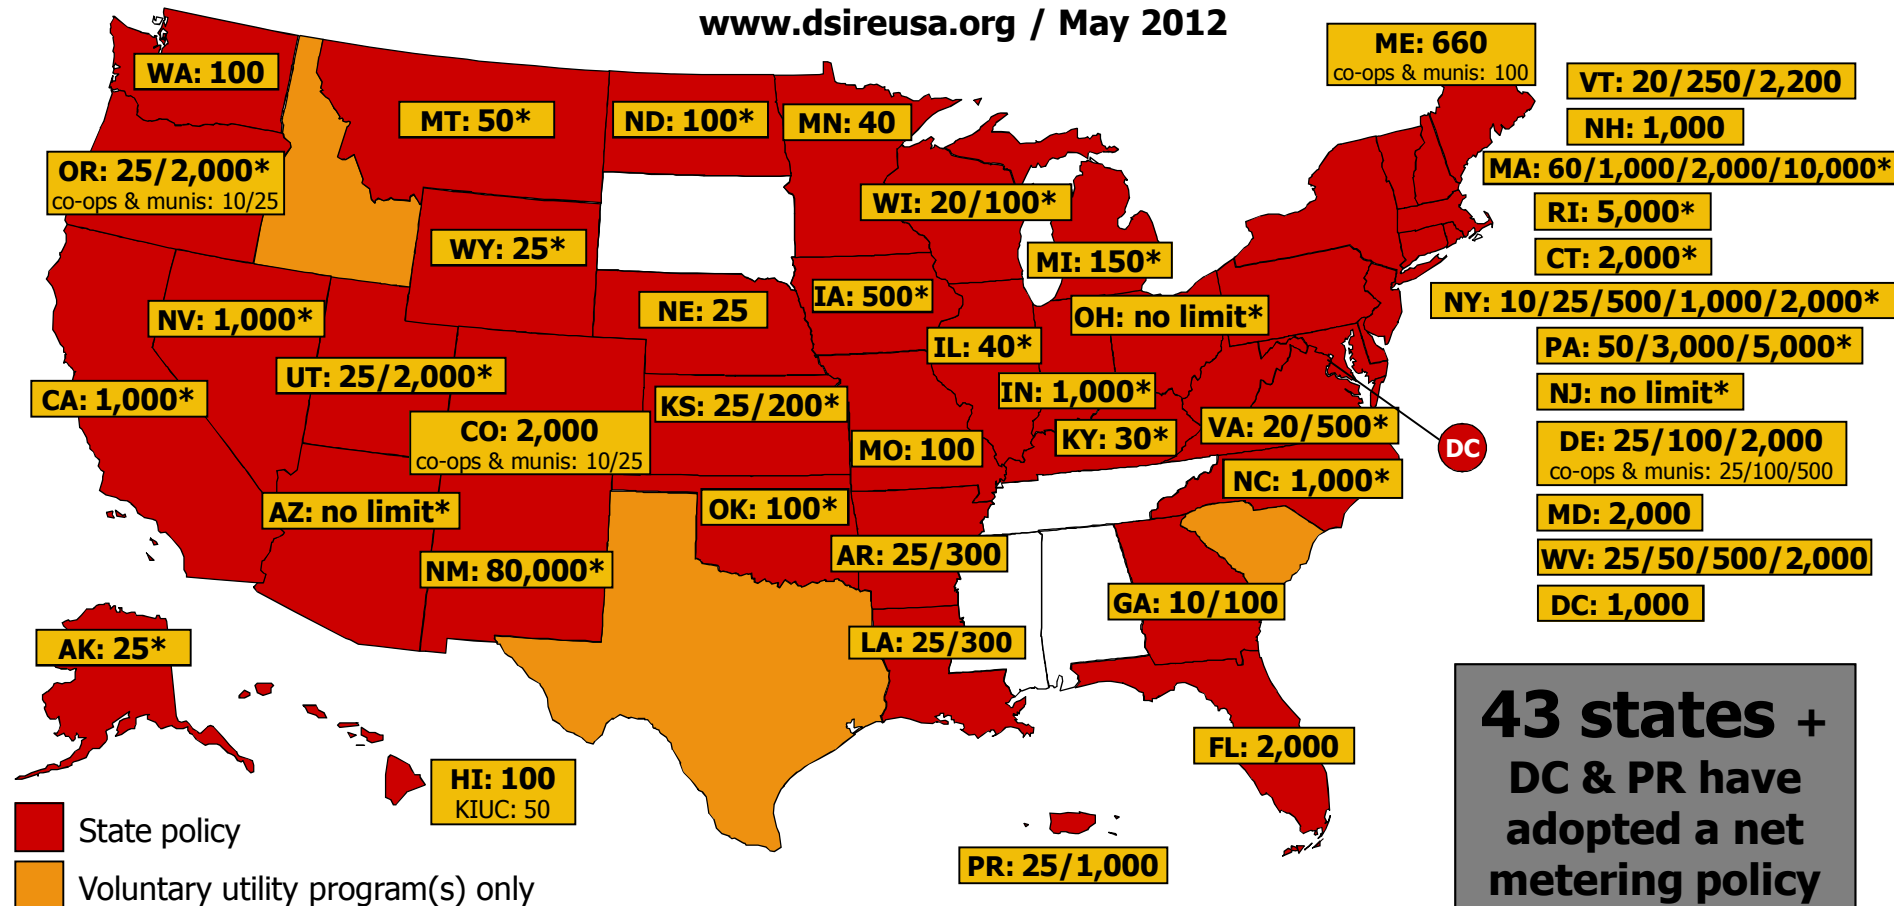 www.dsireusa.org / May 2012
WA: 100
MT: 50*
ND: 100*
MN: 40
ME: 660
co-ops & munis: 100
VT: 20/250/2,200
NH: 1,000
OR: 25/2,000*
co-ops & munis: 10/25
MA: 60/1,000/2,000/10,000*
WI: 20/100*
RI: 5,000*
WY: 25*
MI: 150*
CT: 2,000*
NV: 1,000*
NE: 25
IA: 500*
OH: no limit*
NY: 10/25/500/1,000/2,000*
IL: 40*
PA: 50/3,000/5,000*
UT: 25/2,000*
CA: 1,000*
KS: 25/200*
IN: 1,000*
NJ: no limit*
CO: 2,000
co-ops & munis: 10/25
MO: 100
KY: 30*
VA: 20/500*
DC
DE: 25/100/2,000
co-ops & munis: 25/100/500
NC: 1,000*
AZ: no limit*
OK: 100*
MD: 2,000
NM: 80,000*
AR: 25/300
WV: 25/50/500/2,000
GA: 10/100
DC: 1,000
AK: 25*
LA: 25/300
FL: 2,000
HI: 100
KIUC: 50
PR: 25/1,000
State policy
Voluntary utility program(s) only
43 states +
DC & PR have
adopted a net
metering policy